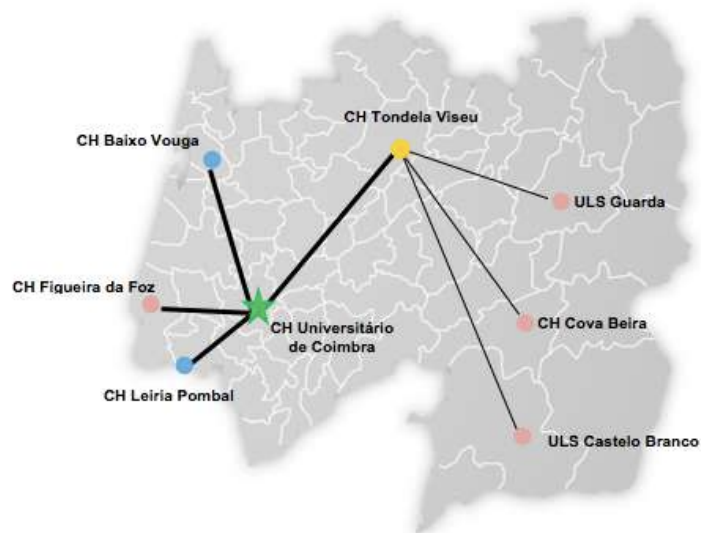 CH Tondela Viseu
CH Baixo Vouga
ULS Guarda
CH Figueira da Foz
CH Universitário
de Coimbra
CH Cova Beira
CH Leiria Pombal
ULS Castelo Branco